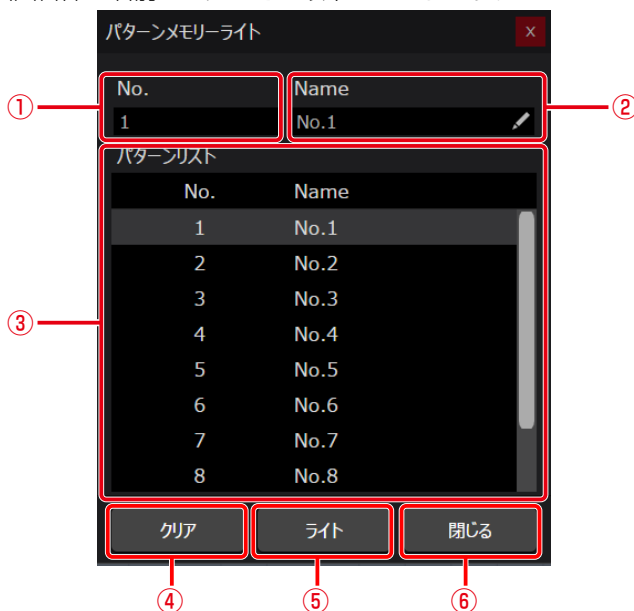 パターンメモリーライト x
No. Name
① 1 No.1 ②
パターンリスト
No. Name
1 No.1
2 No.2
3 No.3
③
4 No.4
5 No.5
6 No.6
7 No.7
8 No.8
クリア ライト 閉じる
④ ⑤ ⑥